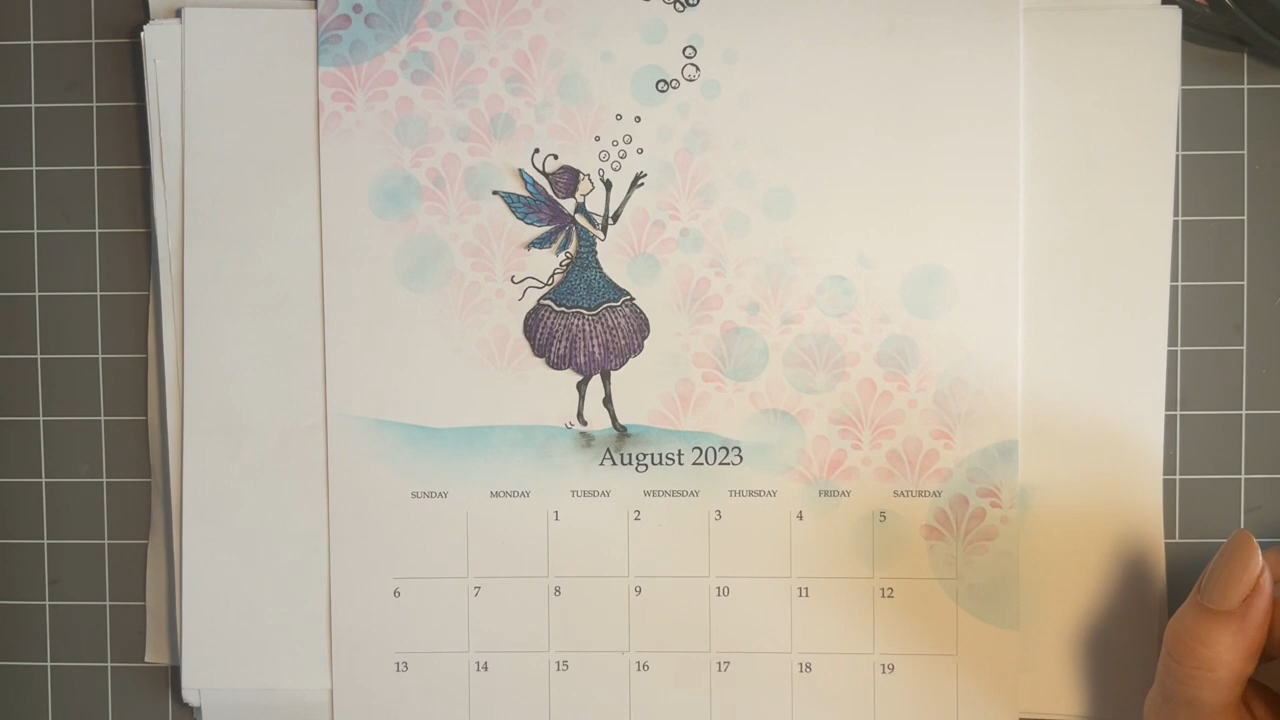 August 2023
SUNDAY MONDAY TUESDAY WEDNESDAY THURSDAY FRIDAY SATURDAY
1 2 3 4 5
6 7 8 9 10 11 12
13 14 15 16 17 18 19